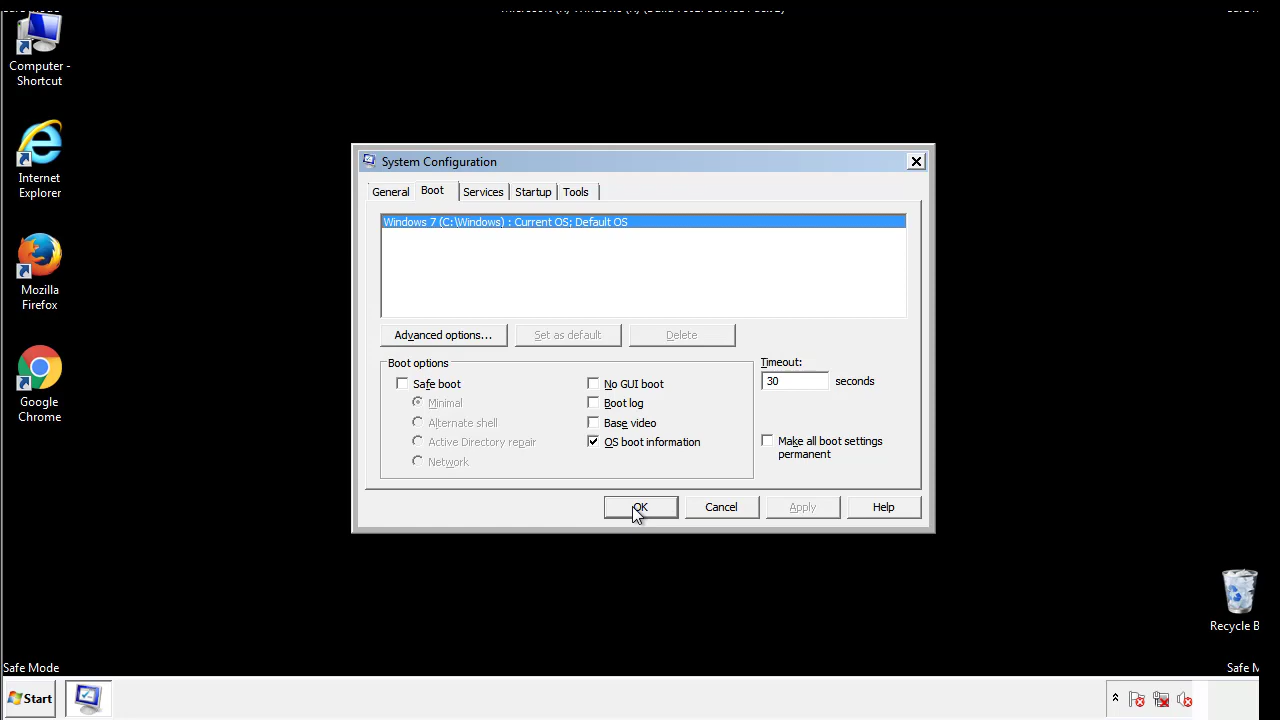 Computer -
Shortcut
Internet
Explorer
Mozilla
Firefox
Google
Chrome
System Configuration
General Boot Services Startup Tools
Windows 7 (C:\Windows) : Current OS; Default OS
Advanced options... Set as default Delete
Boot options
Safe boot
Minimal
Alternate shell
Active Directory repair
Network
No GUI boot
Boot log
Base video
OS boot information
Timeout:
30 seconds
Make all boot settings
permanent
OK Cancel Apply Help
Recycle B
Safe Mode
Safe M
Start